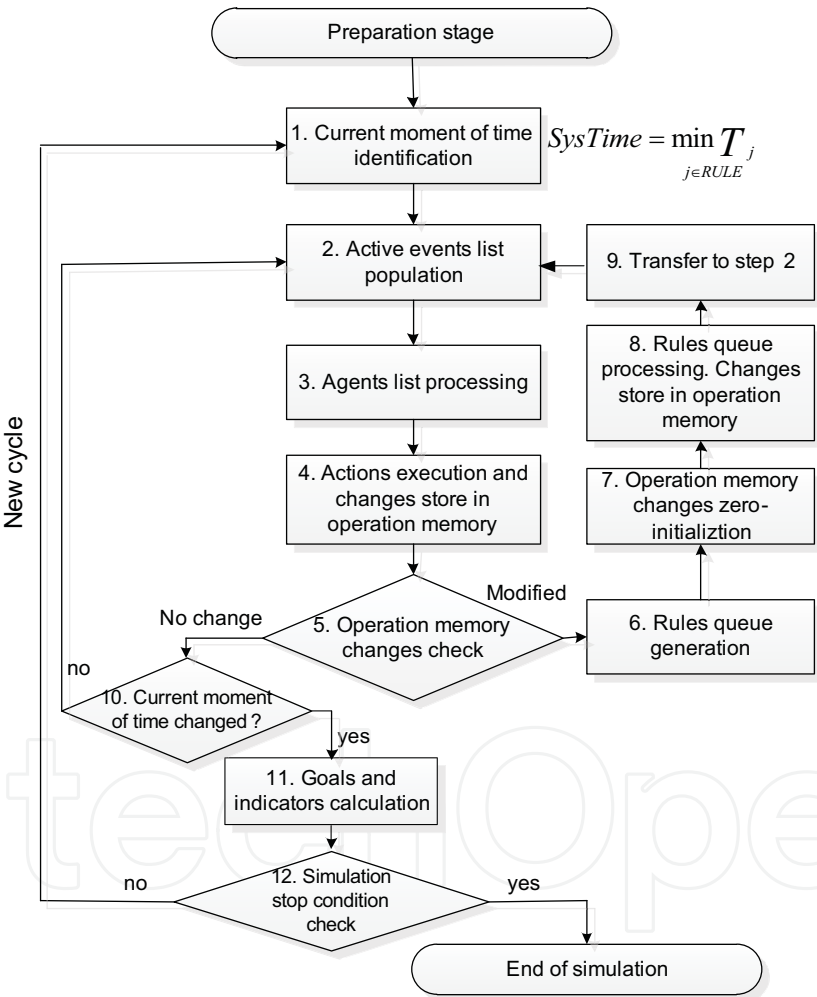 Preparation stage
1. Current moment of time
identification
SysTime = min T j
j∈RULE
2. Active events list
population
9. Transfer to step 2
3. Agents list processing
8. Rules queue
processing. Changes
store in operation
memory
4. Actions execution and
changes store in
operation memory
7. Operation memory
changes zero-
initializtion
New cycle
Modified
No change
5. Operation memory
changes check
6. Rules queue
generation
no
10. Current moment
of time changed ?
yes
11. Goals and
indicators calculation
techOpe
no
12. Simulation
stop condition
check
yes
End of simulation